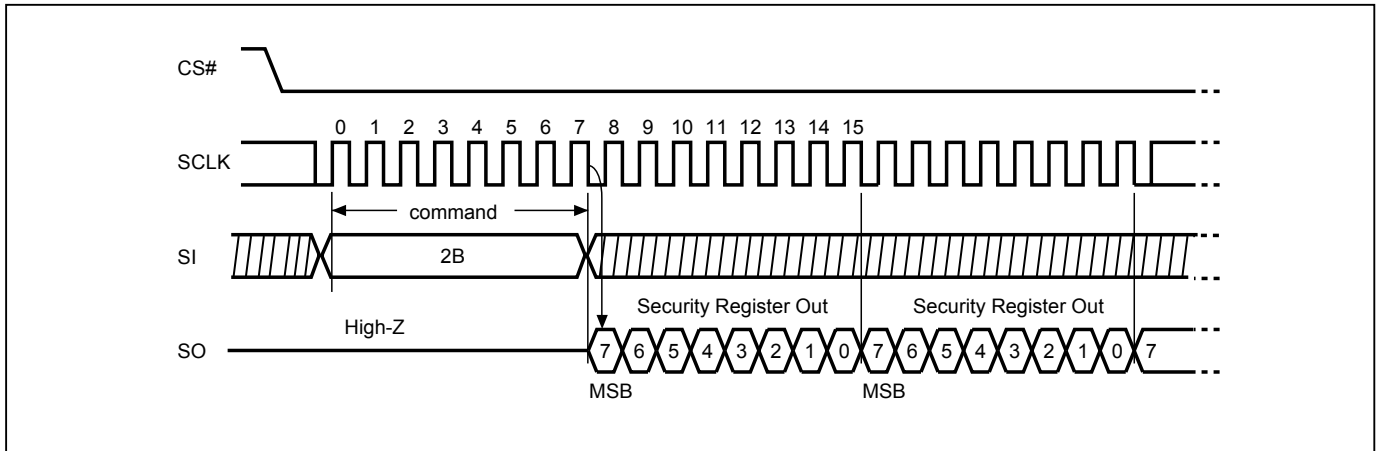 CS#
0 1 2 3 4 5 6 7 8 9 10 11 12 13 14 15
SCLK
command
SI
2B
Security Register Out Security Register Out
High-Z
SO
7 6 5 4 3 2 1 0 7 6 5 4 3 2 1 0 7
MSB MSB